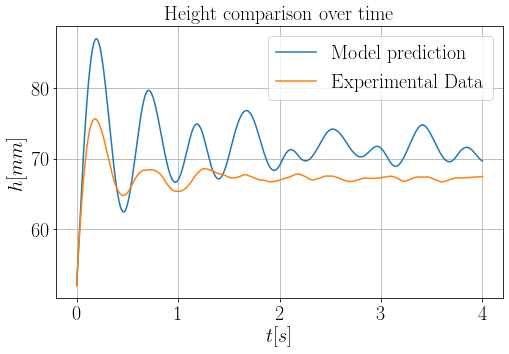 Height comparison over time
Model prediction
Experimental Data
80
70
60
h[mm]
0 1 2 3 4
t[s]